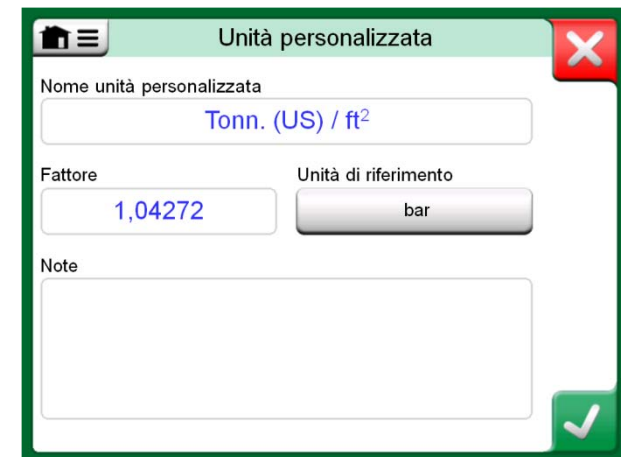 Unità personalizzata
Nome unità personalizzata
Tonn. (US) / ft²
Fattore
Unità di riferimento
1,04272
bar
Note